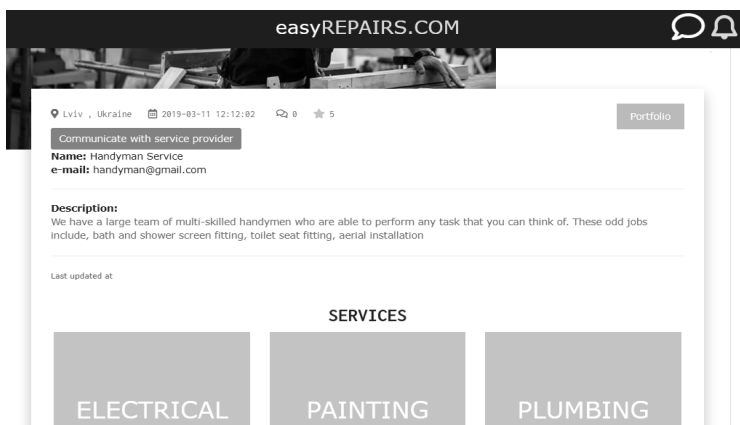 easyREPAIRS.COM
Lviv , Ukraine 2019-03-11 12:12:02 0 5
Portfolio
Communicate with service provider
Name: Handyman Service
e-mail: handyman@gmail.com
Description:
We have a large team of multi-skilled handymen who are able to perform any task that you can think of. These odd jobs
include, bath and shower screen fitting, toilet seat fitting, aerial installation
Last updated at
SERVICES
ELECTRICAL PAINTING PLUMBING